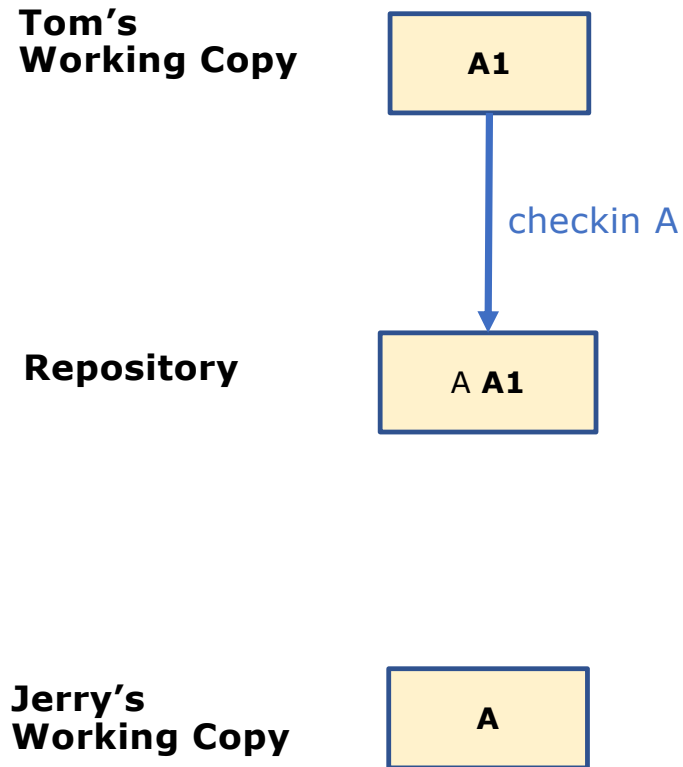 Tom’s
Working Copy
A1
checkin A
Repository
A A1
Jerry’s
Working Copy
A